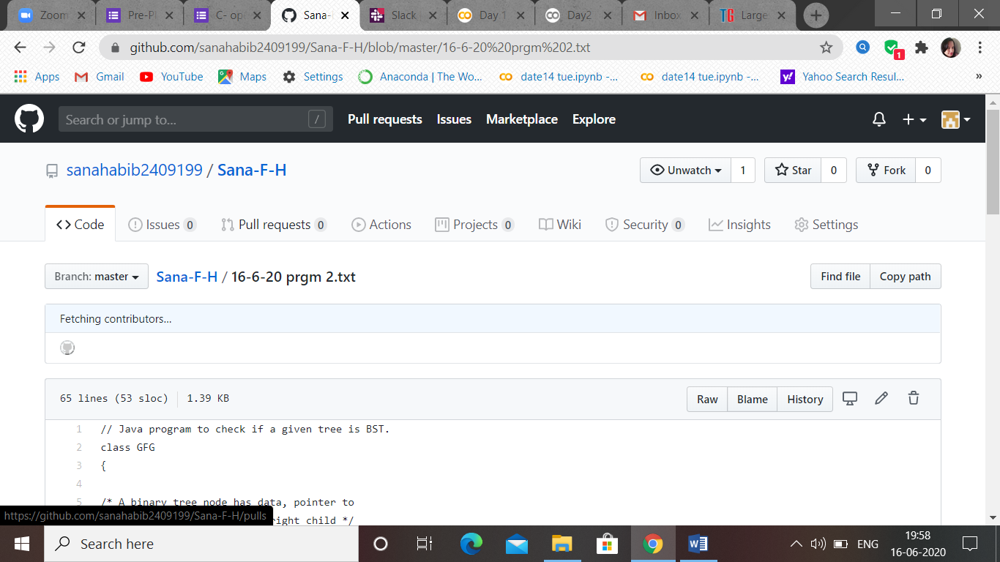 Zoom Pre-Pl C- ope Sana- Slack Day 1 Day2 Inbox Large
github.com/sanahabib2409199/Sana-F-H/blob/master/16-6-20%20prgm%202.txt
1
Apps Gmail YouTube Maps Settings Anaconda | The Wo... date14 tue.ipynb -... date14 tue.ipynb -... Yahoo Search Resul... »
Search or jump to... / Pull requests Issues Marketplace Explore
sanahabib2409199 / Sana-F-H Unwatch 1 Star 0 Fork 0
Code Issues 0 Pull requests 0 Actions Projects 0 Wiki Security 0 Insights Settings
Branch: master Sana-F-H / 16-6-20 prgm 2.txt Find file Copy path
Fetching contributors...
65 lines (53 sloc) 1.39 KB Raw Blame History
1 // Java program to check if a given tree is BST.
2 class GFG
3 {
4
5 /* A binary tree node has data, pointer to
right child */
https://github.com/sanahabib2409199/Sana-F-H/pulls
Search here ENG 19:58
16-06-2020